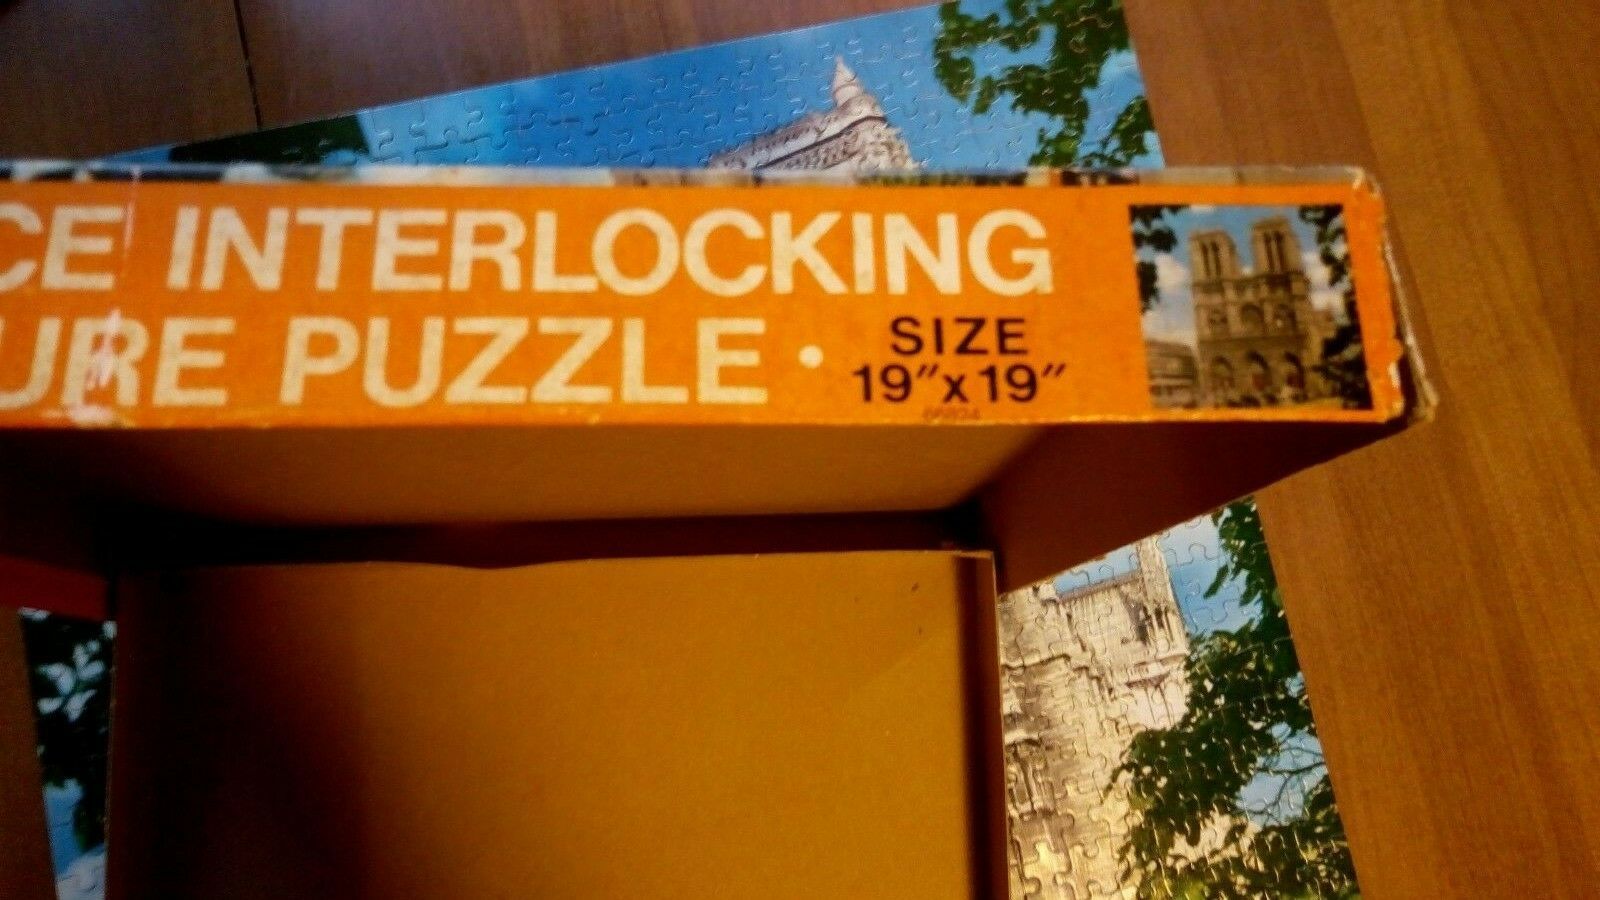 CE INTERLOCKING
URE PUZZLE • SIZE
19"x19"